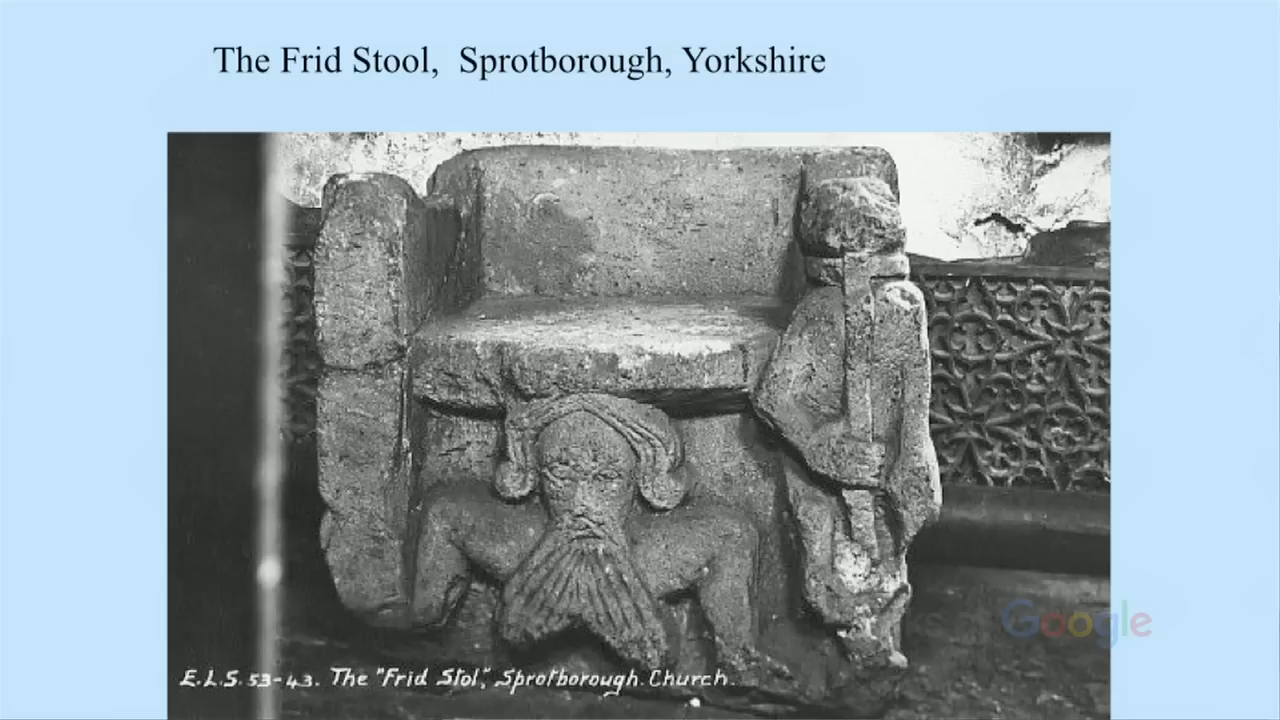 The Frid Stool, Sprotborough, Yorkshire
Google
E.L.S. 53-43. The "Frid Stol", Sprotborough. Church.